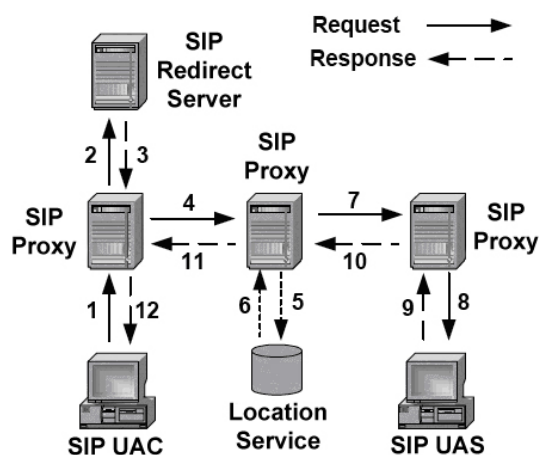 Request
Response
SIP
Redirect
Server
2
3
SIP
Proxy
SIP
Proxy
SIP
Proxy
4
11
7
10
1
12
6
5
9
8
SIP UAC
Location
Service
SIP UAS